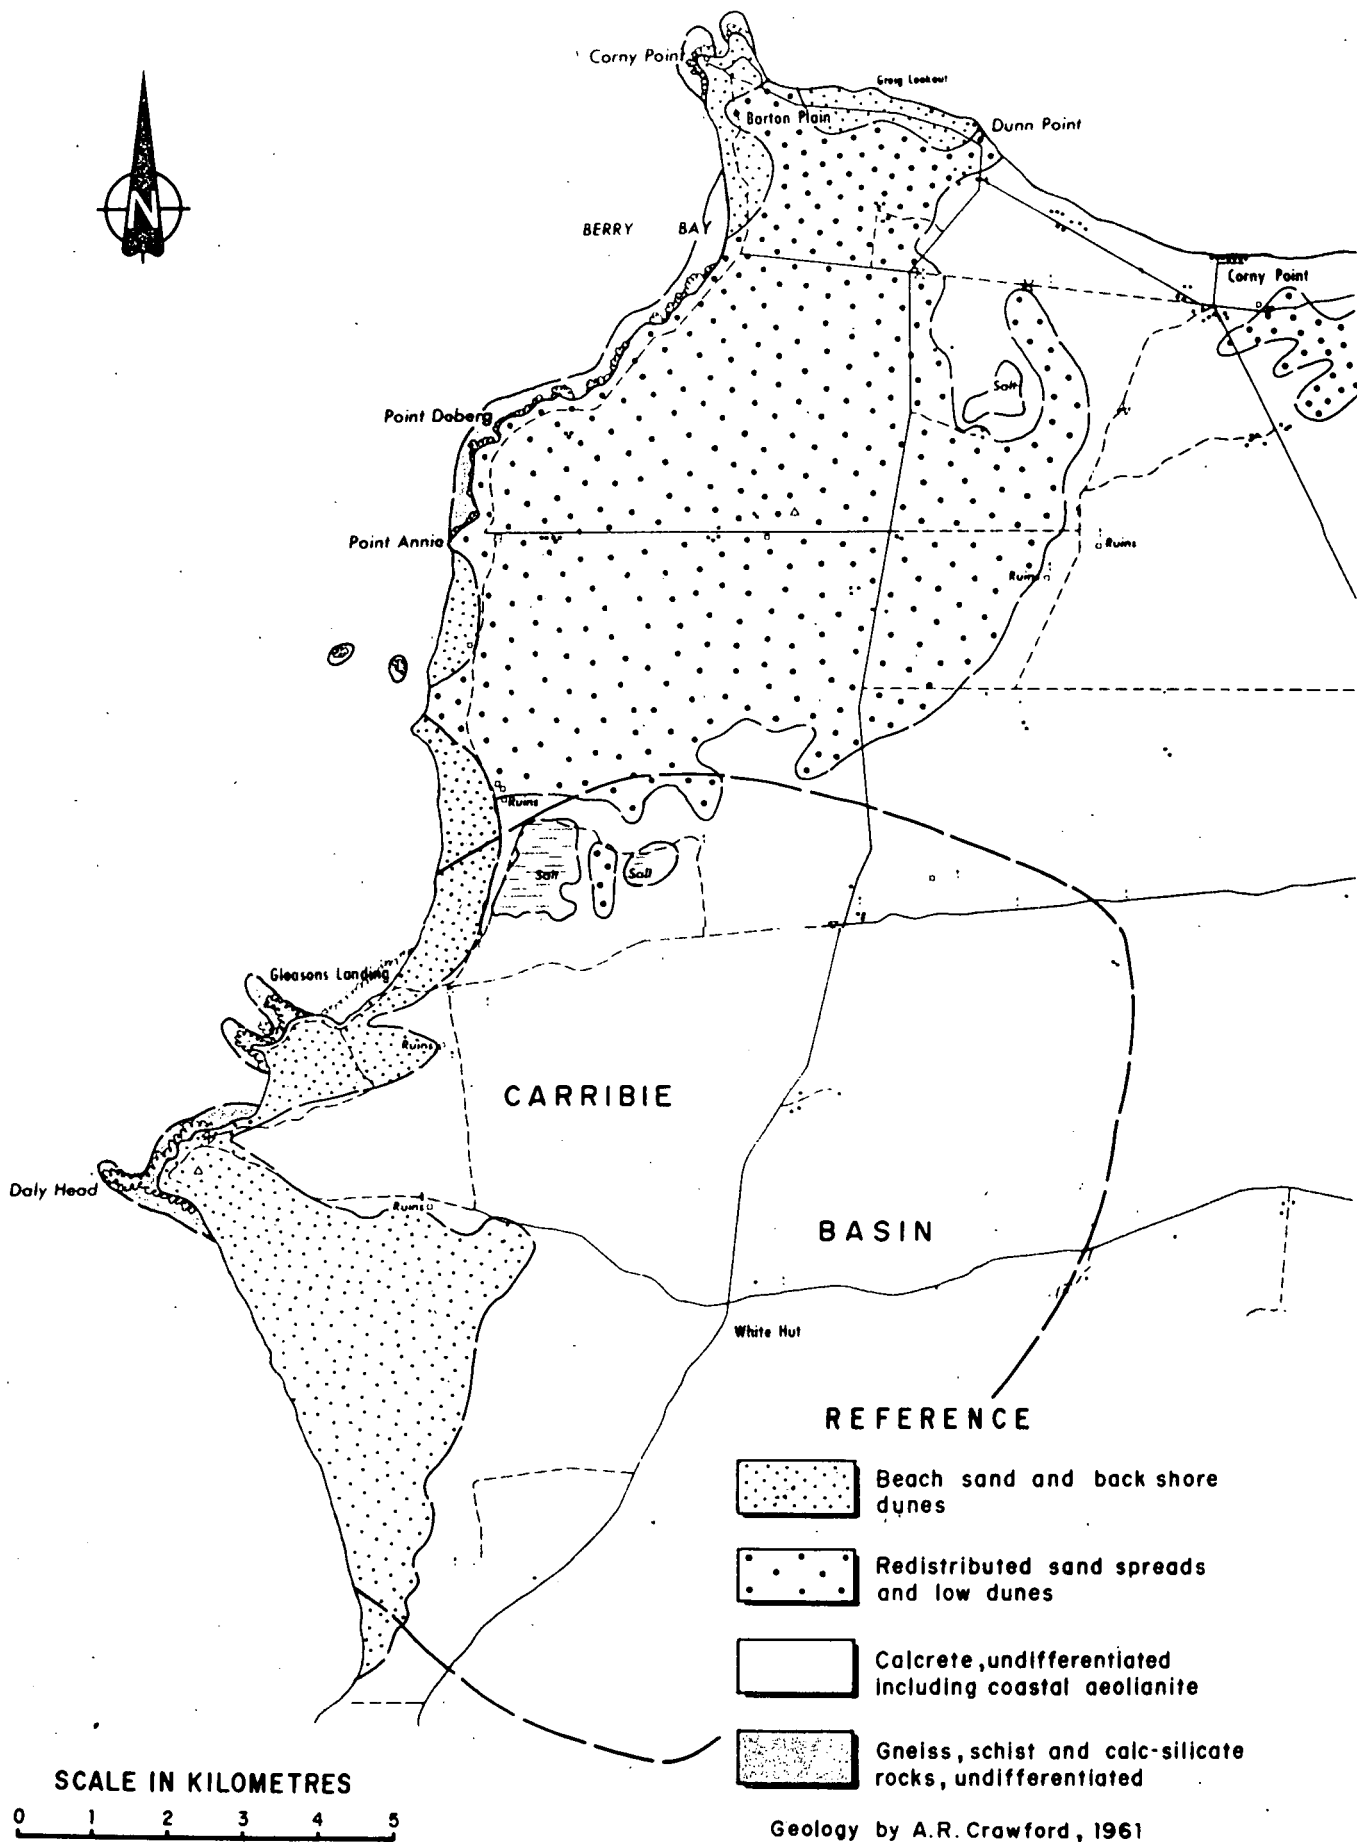 Corny Point
Greig Lookout
Barton Plain
Dunn Point
N
BERRY BAY
Corny Point
Salt
Point Deberg
Point Annie
Ruins
Ruins
Ruins
Salt
Salt
Gleasons Landing
Ruins
CARRIBIE
Daly Head
Ruins
BASIN
White Hut
REFERENCE
Beach sand and back shore
dunes
Redistributed sand spreads
and low dunes
Calcrete, undifferentiated
including coastal aeolianite
Gneiss, schist and calc-silicate
rocks, undifferentiated
SCALE IN KILOMETRES
0 1 2 3 4 5
Geology by A.R. Crawford, 1961